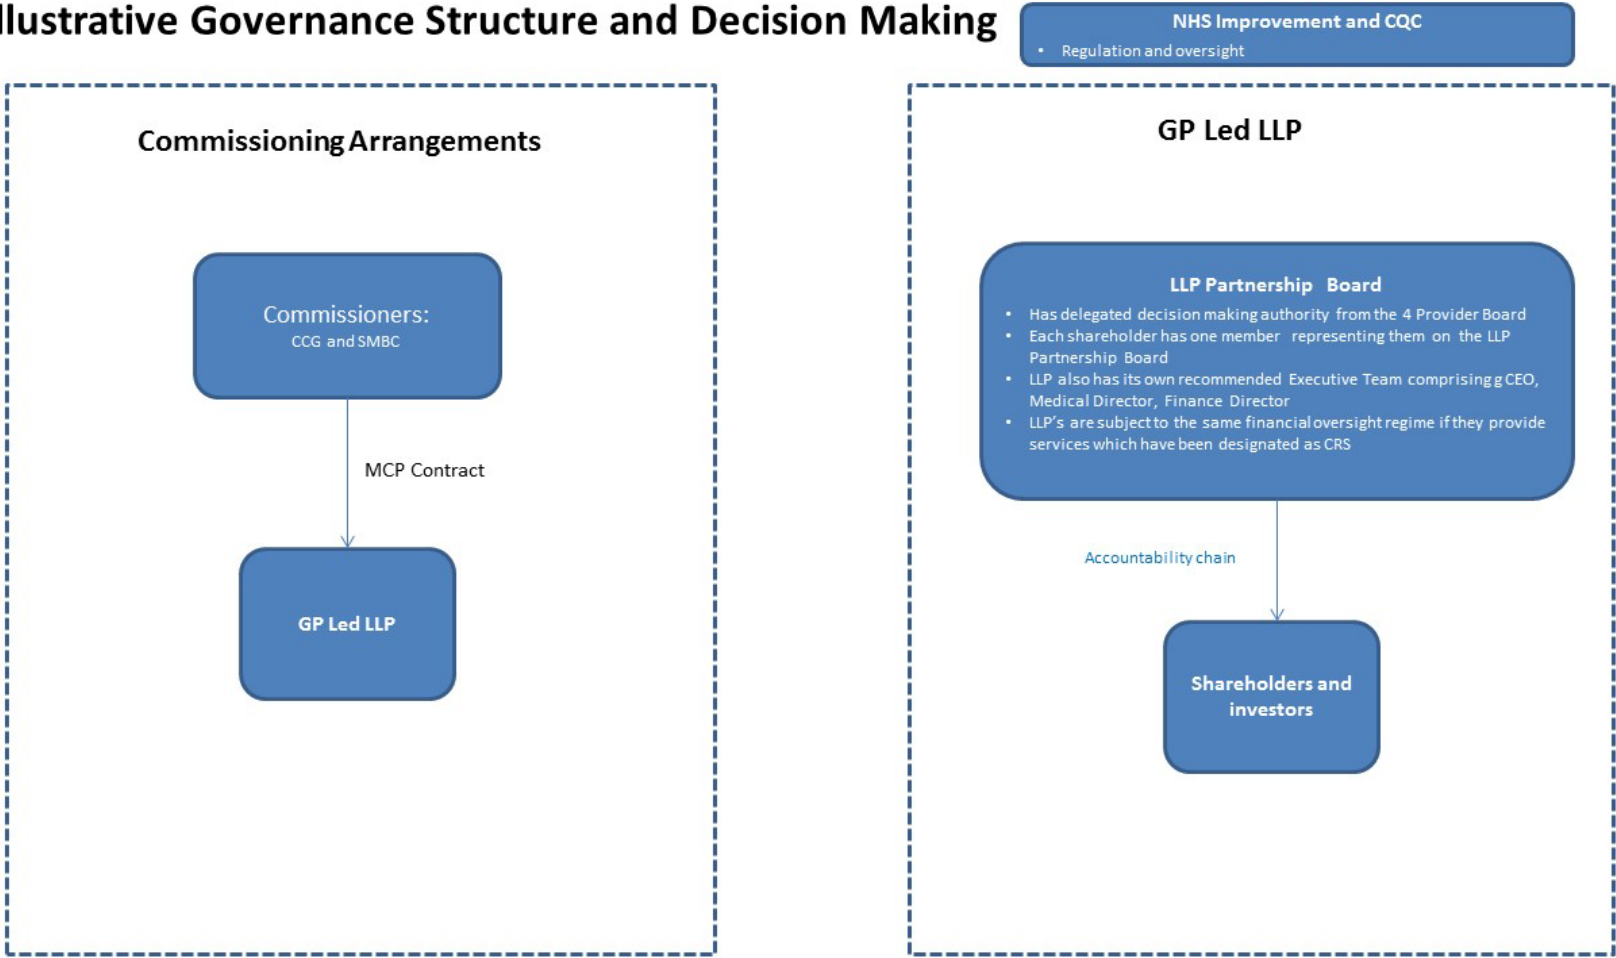 llustrative Governance Structure and Decision Making
NHS Improvement and CQC
• Regulation and oversight
Commissioning Arrangements
Commissioners:
CCG and SMBC
MCP Contract
GP Led LLP
GP Led LLP
LLP Partnership Board
• Has delegated decision making authority from the 4 Provider Board
• Each shareholder has one member representing them on the LLP
Partnership Board
• LLP also has its own recommended Executive Team comprising g CEO,
Medical Director, Finance Director
• LLP’s are subject to the same financial oversight regime if they provide
services which have been designated as CRS
Accountability chain
Shareholders and
investors